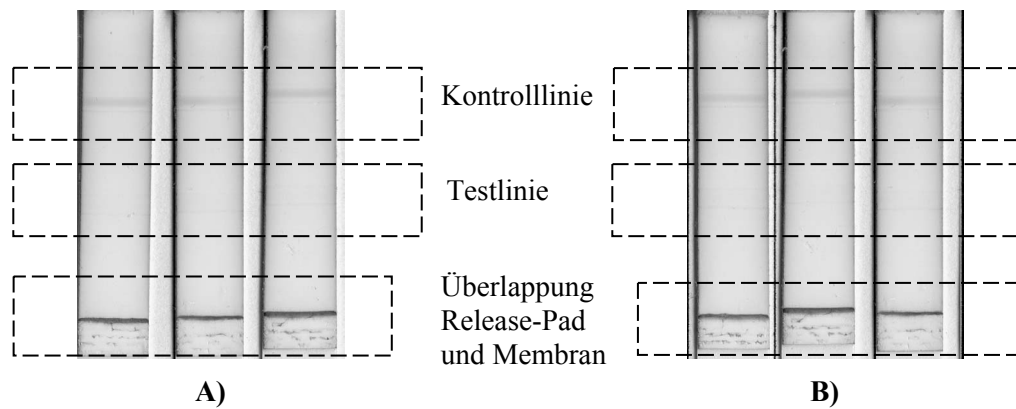 Kontrolllinie
Testlinie
Überlappung
Release-Pad
und Membran
A)
B)